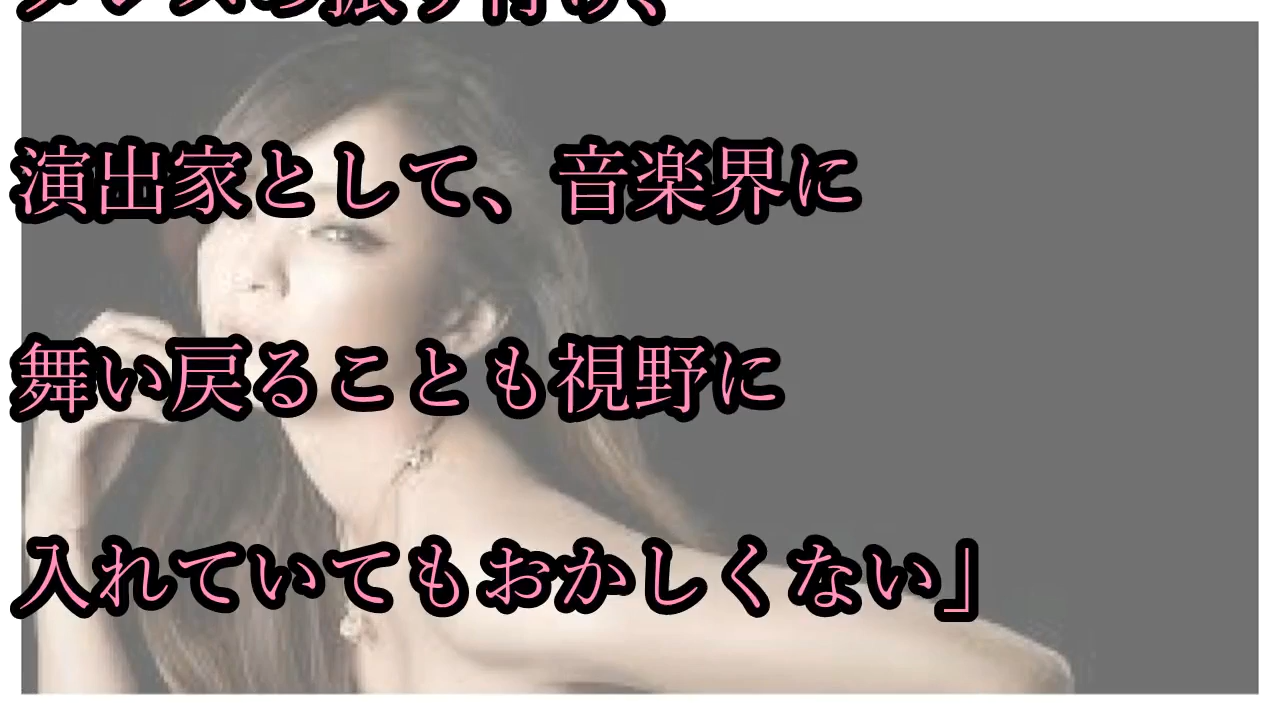 演出家として、音楽界に
舞い戻ることも視野に
入れていてもおかしくない」